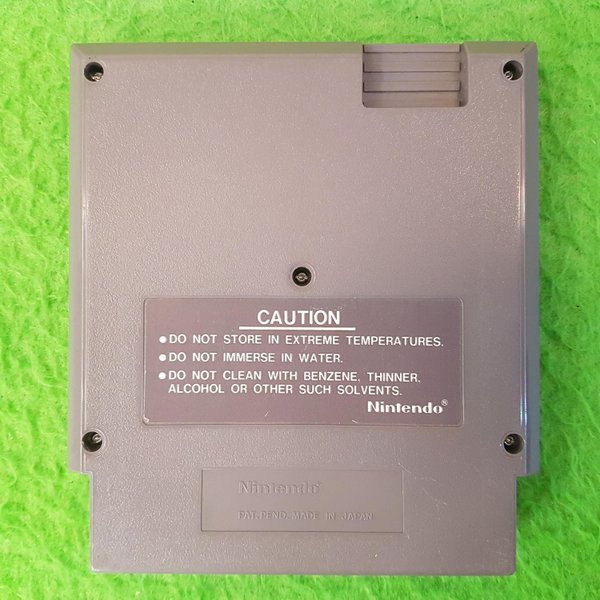 CAUTION
●DO NOT STORE IN EXTREME TEMPERATURES.
●DO NOT IMMERSE IN WATER.
●DO NOT CLEAN WITH BENZENE, THINNER,
ALCOHOL OR OTHER SUCH SOLVENTS.
Nintendo®
Nintendo®
PAT. PEND. MADE IN JAPAN